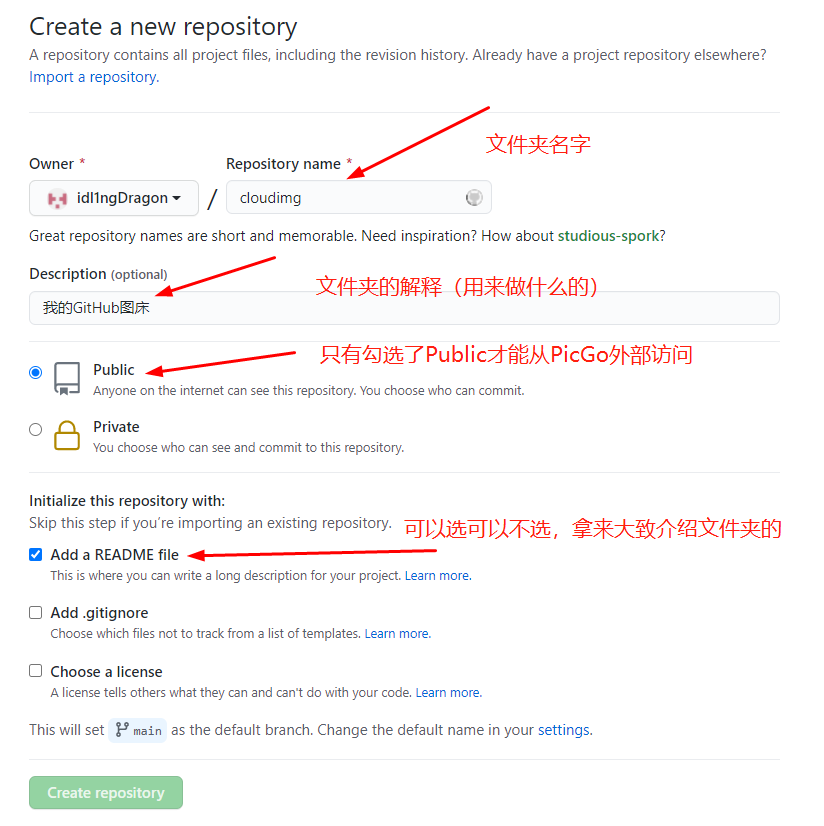 Create a new repository
A repository contains all project files, including the revision history. Already have a project repository elsewhere?
Import a repository.
文件夹名字
Owner *
Repository name *
idl1ngDragon
/
cloudimg
Great repository names are short and memorable. Need inspiration? How about studious-spork?
Description (optional)
文件夹的解释（用来做什么的）
我的GitHub图床
只有勾选了Public才能从PicGo外部访问
Public
Anyone on the internet can see this repository. You choose who can commit.
Private
You choose who can see and commit to this repository.
Initialize this repository with:
Skip this step if you're importing an existing repository.
可以选可以不选，拿来大致介绍文件夹的
Add a README file
This is where you can write a long description for your project. Learn more.
Add .gitignore
Choose which files not to track from a list of templates. Learn more.
Choose a license
A license tells others what they can and can't do with your code. Learn more.
This will set main as the default branch. Change the default name in your settings.
Create repository